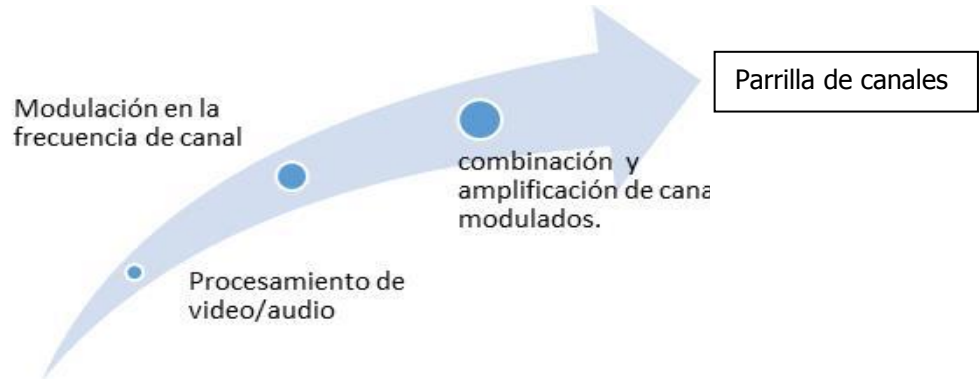 Parrilla de canales
Modulación en la
frecuencia de canal
combinación y
amplificación de cana
modulados.
Procesamiento de
video/audio